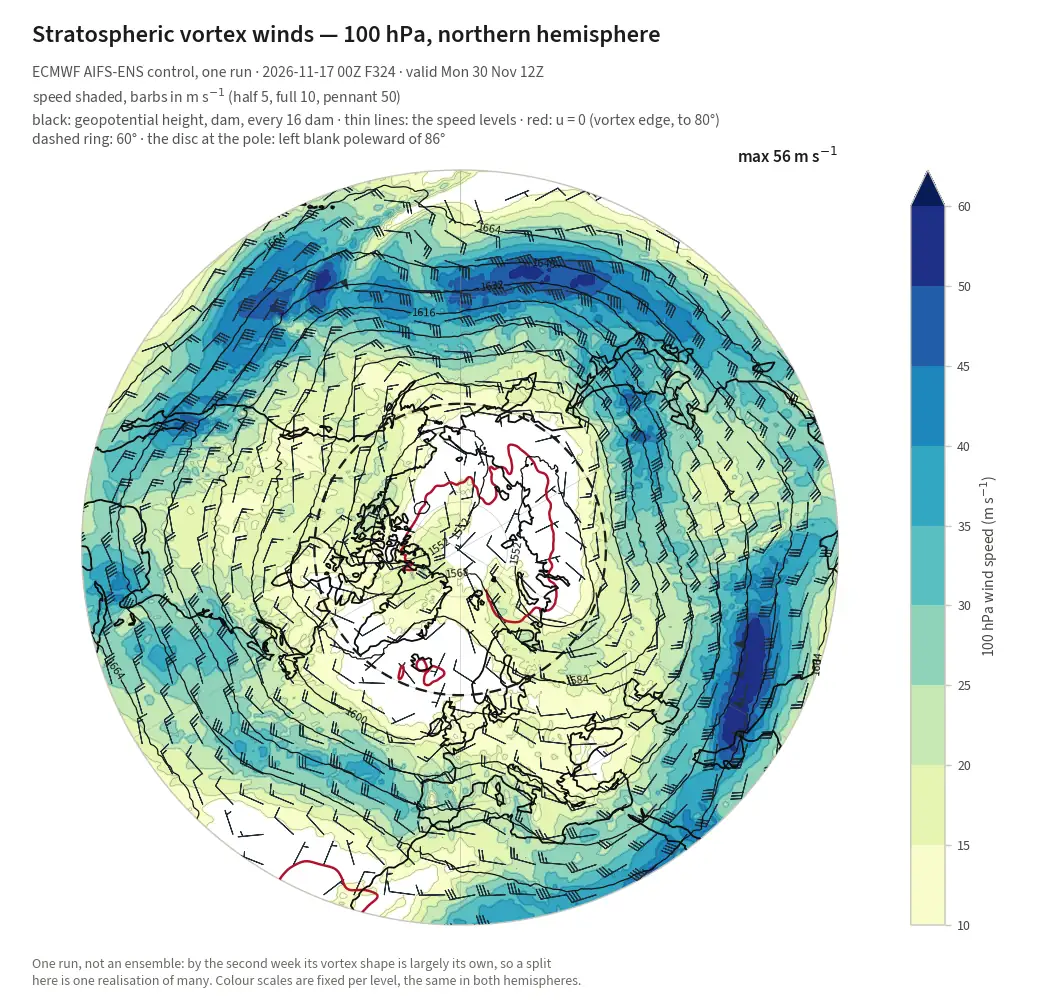 Stratospheric vortex winds — 100 hPa, northern hemisphere
ECMWF AIFS-ENS control, one run · 2026-11-17 00Z F324 · valid Mon 30 Nov 12Z
speed shaded, barbs in m s⁻¹ (half 5, full 10, pennant 50)
black: geopotential height, dam, every 16 dam · thin lines: the speed levels · red: u = 0 (vortex edge, to 80°)
dashed ring: 60° · the disc at the pole: left blank poleward of 86°
max 56 m s⁻¹
60
50
45
40
35
30
25
20
15
10
100 hPa wind speed (m s⁻¹)
1664
1664
1616
1552
1552
1568
1584
1600
1664
One run, not an ensemble: by the second week its vortex shape is largely its own, so a split
here is one realisation of many. Colour scales are fixed per level, the same in both hemispheres.